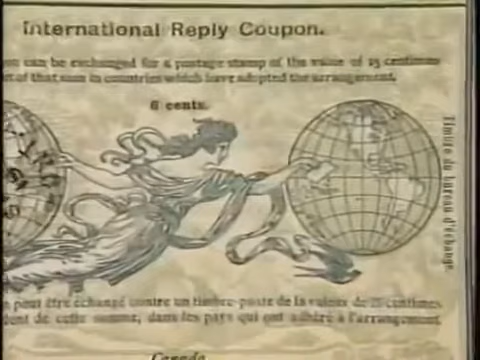 International Reply Coupon.
can be exchanged for a postage stamp of the value of 25 centimes
of that sum in countries which have adopted the arrangement.
6 cents.
Timbre du bureau d'échange.
peut être échangé contre un timbre-poste de la valeur de 25 centimes
de cette somme, dans les pays qui ont adhéré à l'arrangement
Canada